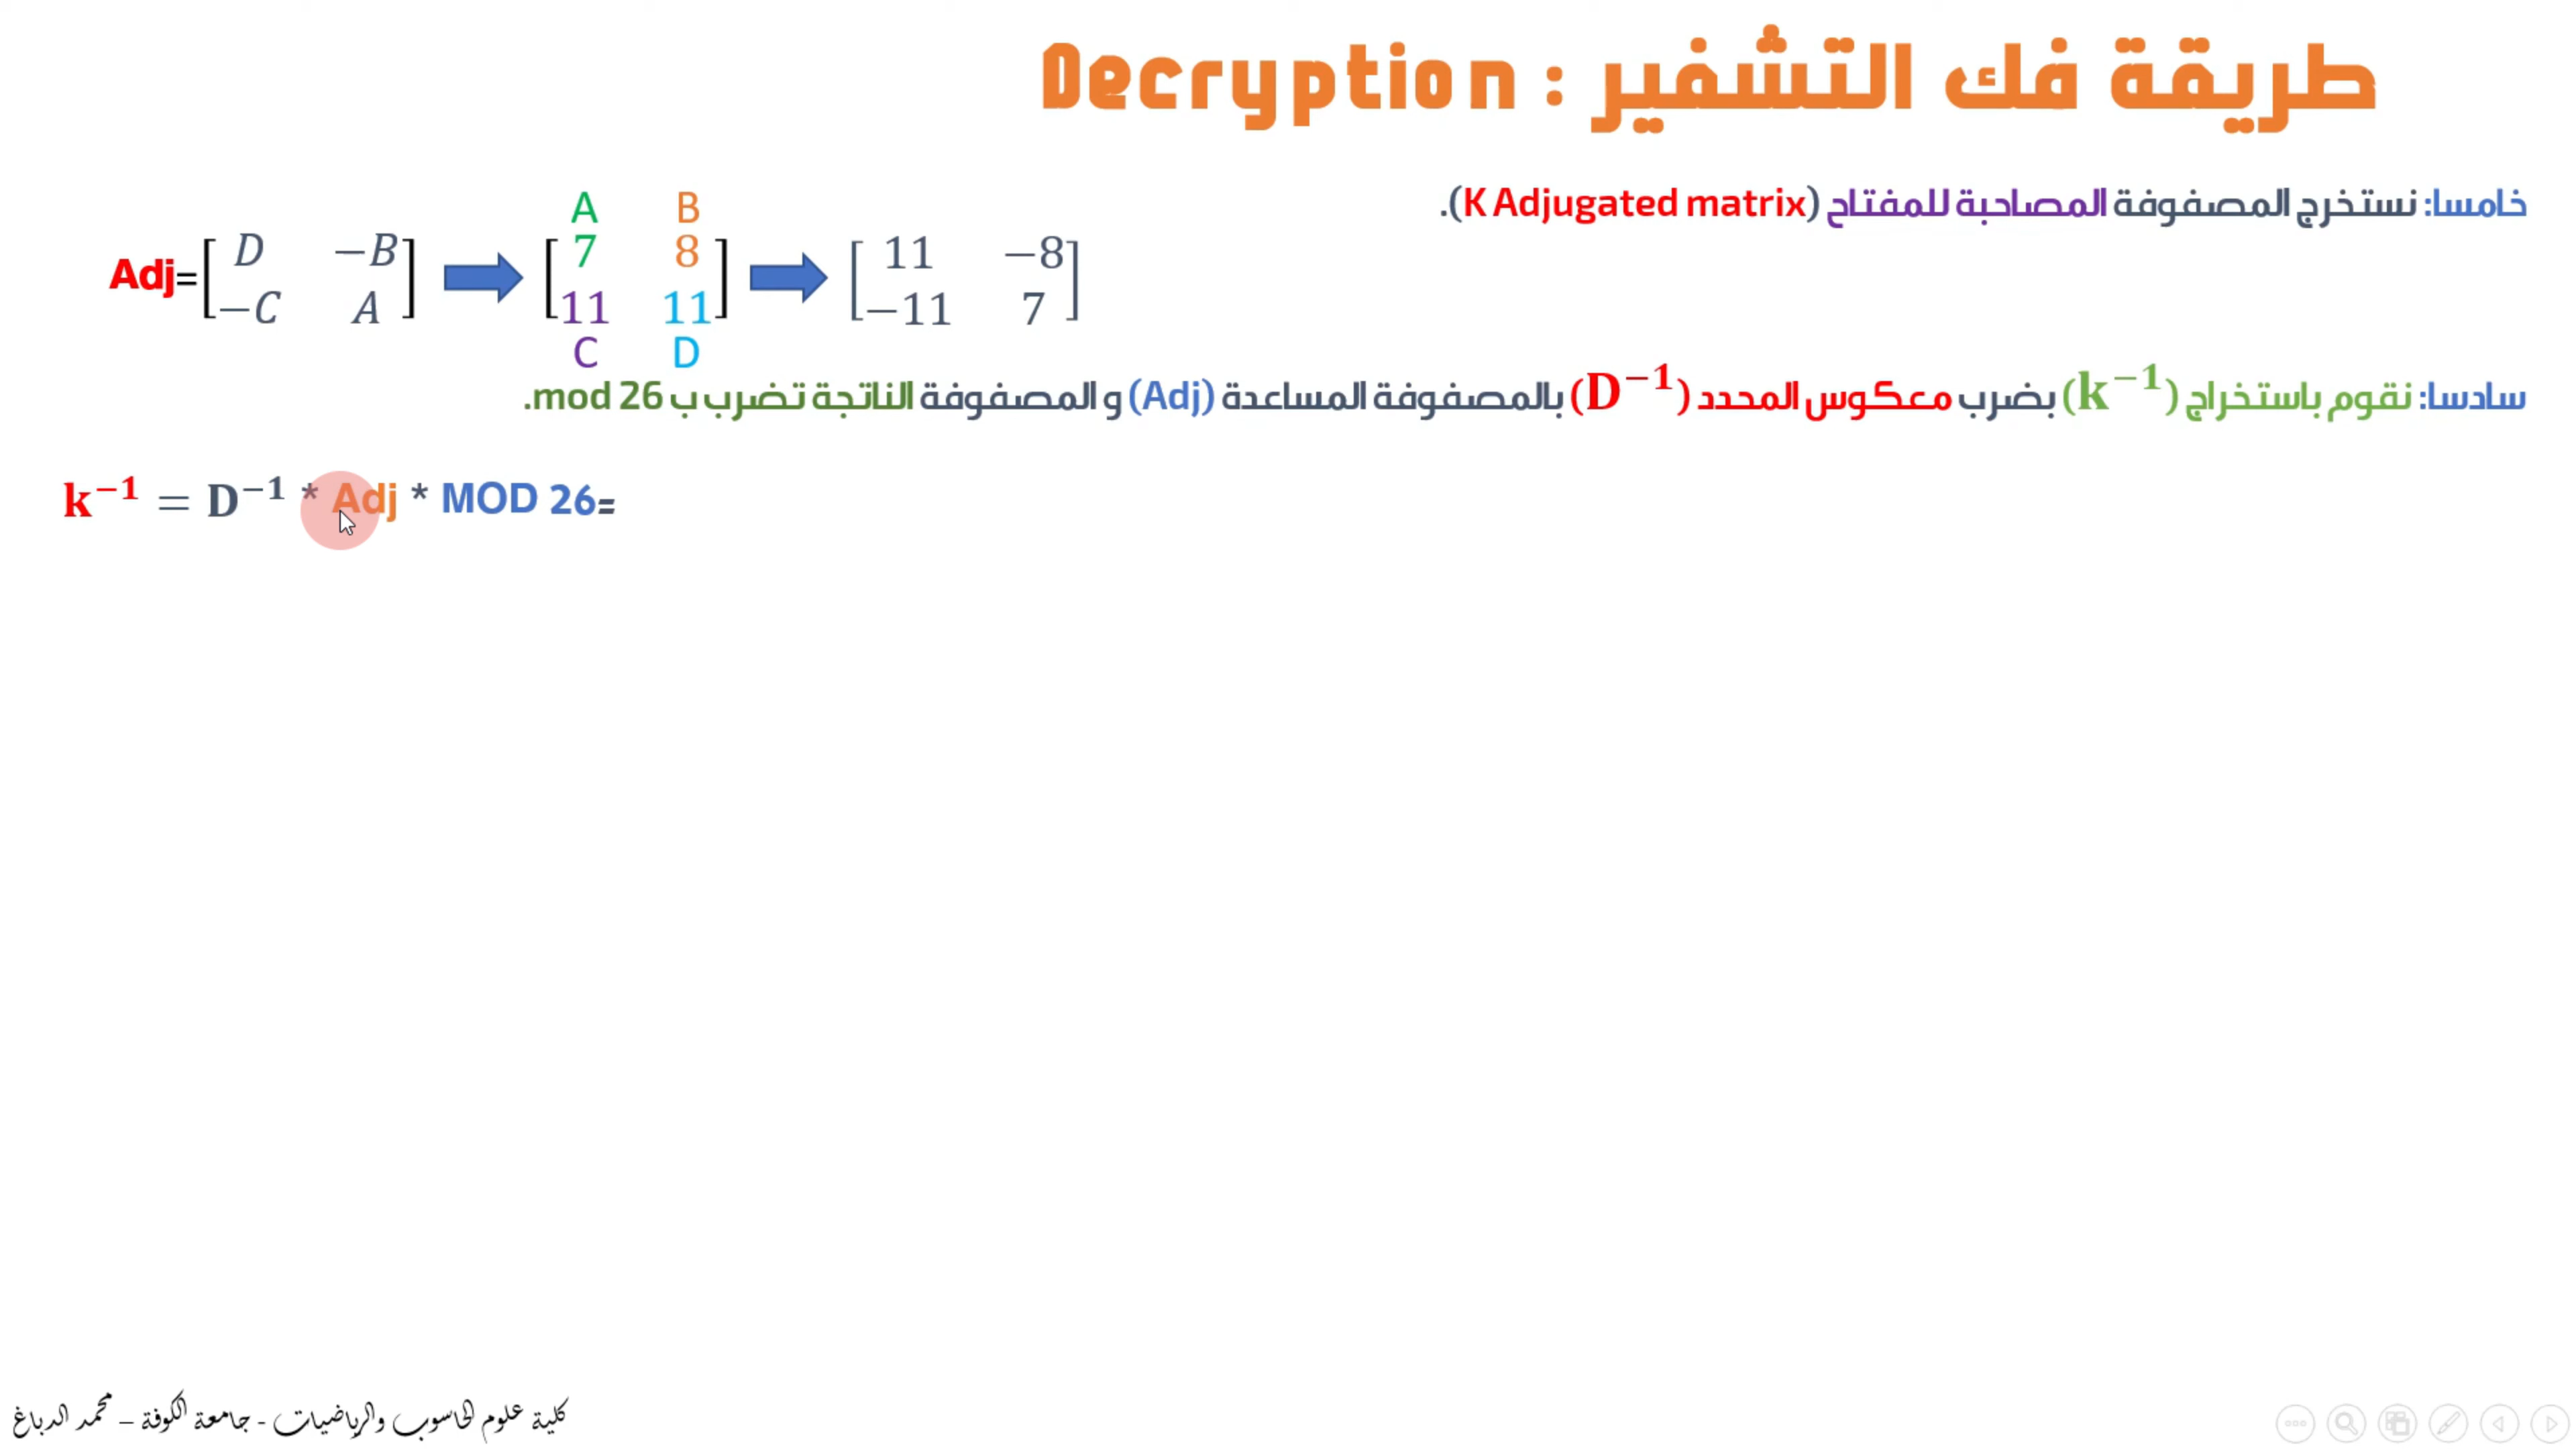 طريقة فك التشفير : Decryption
خامسا: نستخرج المصفوفة المصاحبة للمفتاح (K Adjugated matrix).
A B
Adj=[D −B] [7 8] [11 −8]
[−C A] [11 11] [−11 7]
C D
سادسا: نقوم باستخراج (k⁻¹) بضرب معكوس المحدد (D⁻¹) بالمصفوفة المساعدة (Adj) و المصفوفة الناتجة تضرب ب mod 26.
k⁻¹ = D⁻¹ * Adj * MOD 26=
كلية علوم الحاسوب والرياضيات - جامعة الكوفة – محمد الدباغ